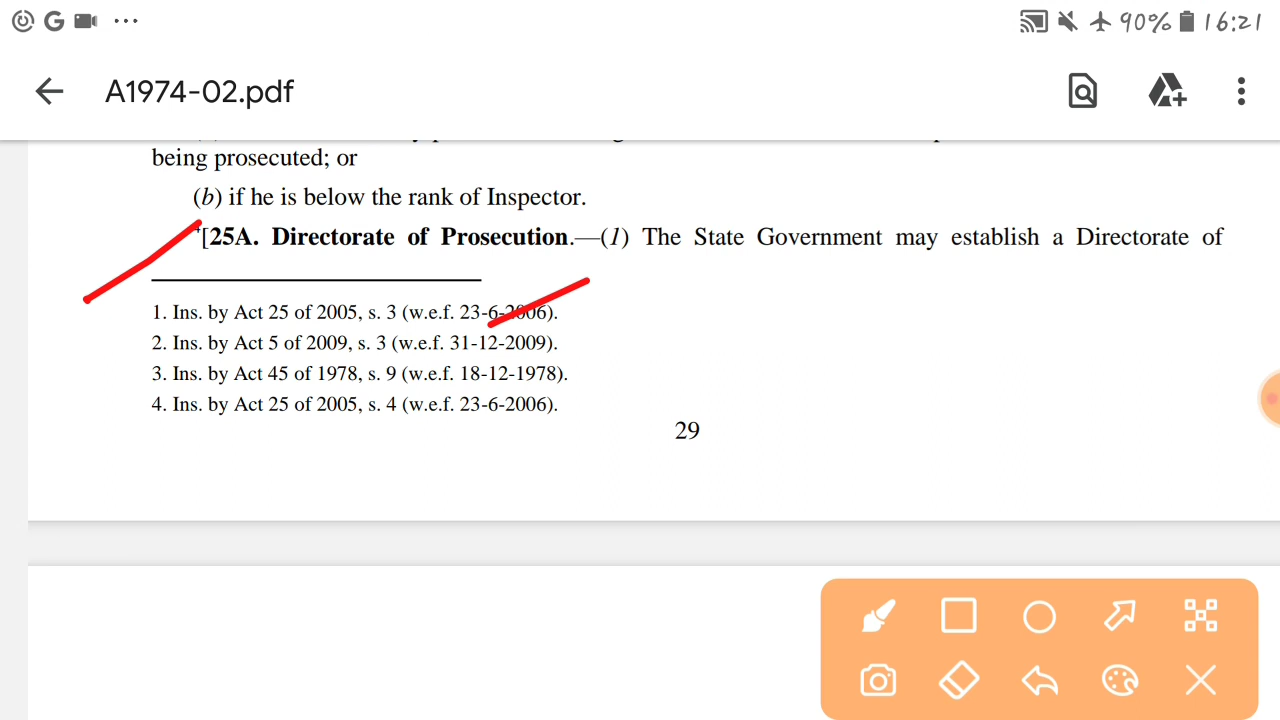 90% 16:21
A1974-02.pdf
being prosecuted; or
(b) if he is below the rank of Inspector.
[25A. Directorate of Prosecution.—(1) The State Government may establish a Directorate of
1. Ins. by Act 25 of 2005, s. 3 (w.e.f. 23-6-2006).
2. Ins. by Act 5 of 2009, s. 3 (w.e.f. 31-12-2009).
3. Ins. by Act 45 of 1978, s. 9 (w.e.f. 18-12-1978).
4. Ins. by Act 25 of 2005, s. 4 (w.e.f. 23-6-2006).
29